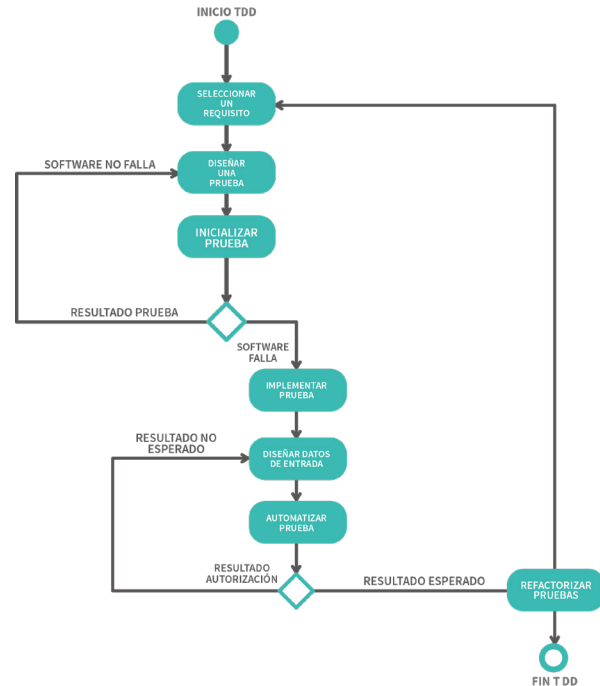 INICIO TDD
SELECCIONAR
UN
REQUISITO
SOFTWARE NO FALLA
DISEÑAR
UNA
PRUEBA
INICIALIZAR
PRUEBA
RESULTADO PRUEBA
SOFTWARE
FALLA
IMPLEMENTAR
PRUEBA
RESULTADO NO
ESPERADO
DISEÑAR DATOS
DE ENTRADA
AUTOMATIZAR
PRUEBA
RESULTADO
AUTORIZACIÓN
RESULTADO ESPERADO
REFACTORIZAR
PRUEBAS
FIN T DD